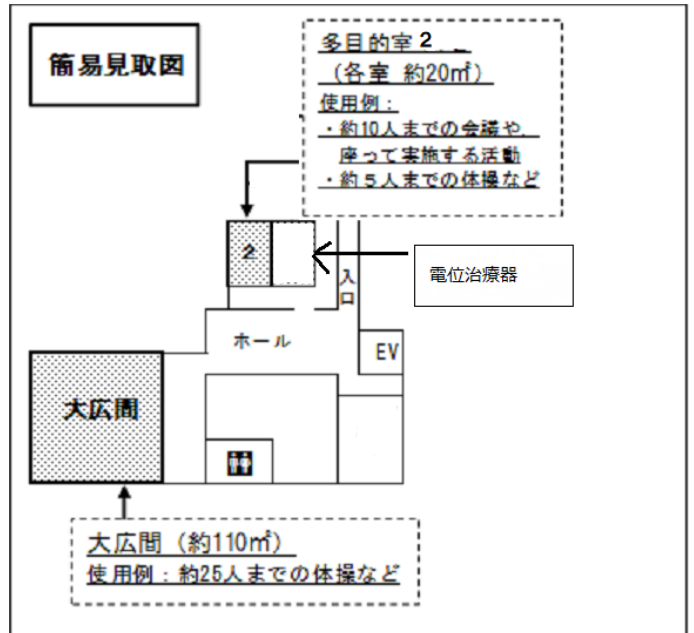 簡易見取図
多目的室２
（各室 約20㎡）
使用例：
・約10人までの会議や、
座って実施する活動
・約５人までの体操など
2
電位治療器
入口
ホール
EV
大広間
大広間（約110㎡）
使用例：約25人までの体操など